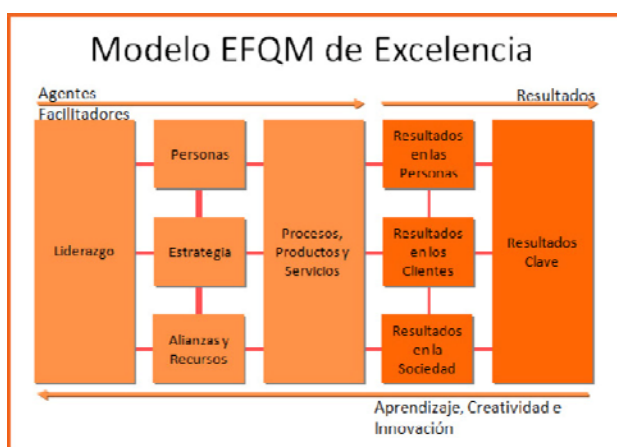 Modelo EFQM de Excelencia
Agentes
Facilitadores
Resultados
Liderazgo
Personas
Estrategia
Alianzas y
Recursos
Procesos,
Productos y
Servicios
Resultados
en las
Personas
Resultados
en los
Clientes
Resultados
en la
Sociedad
Resultados
Clave
Aprendizaje, Creatividad e
Innovación